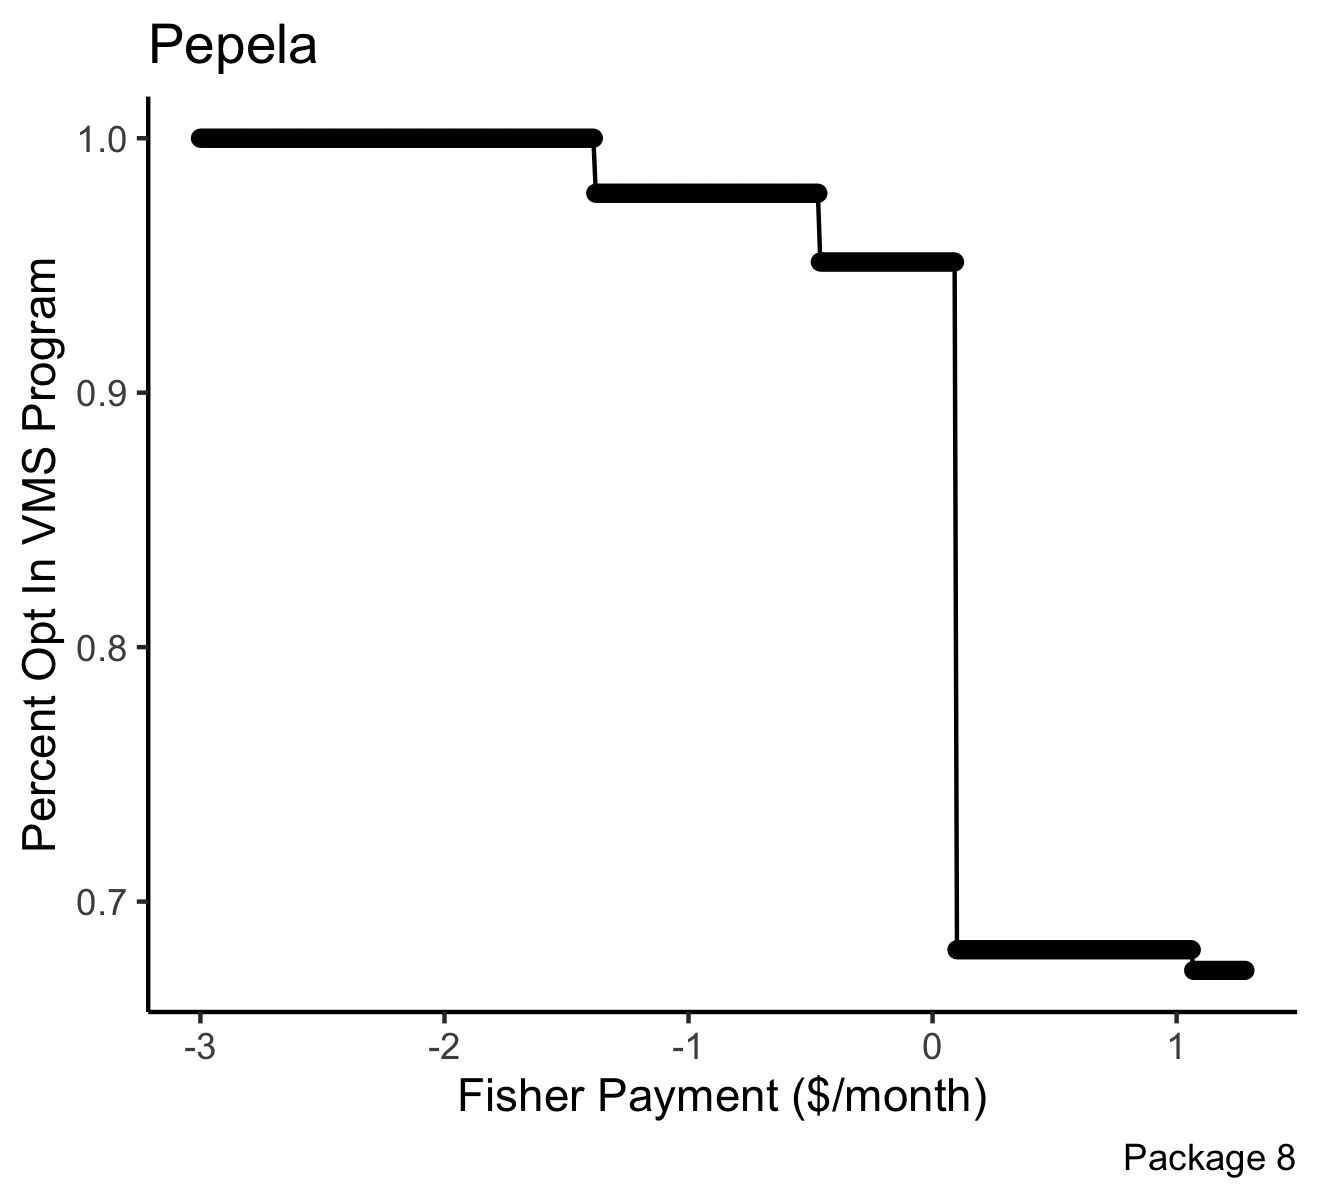 Pepela
1.0
0.9
0.8
0.7
Percent Opt In VMS Program
-3 -2 -1 0 1
Fisher Payment ($/month)
Package 8